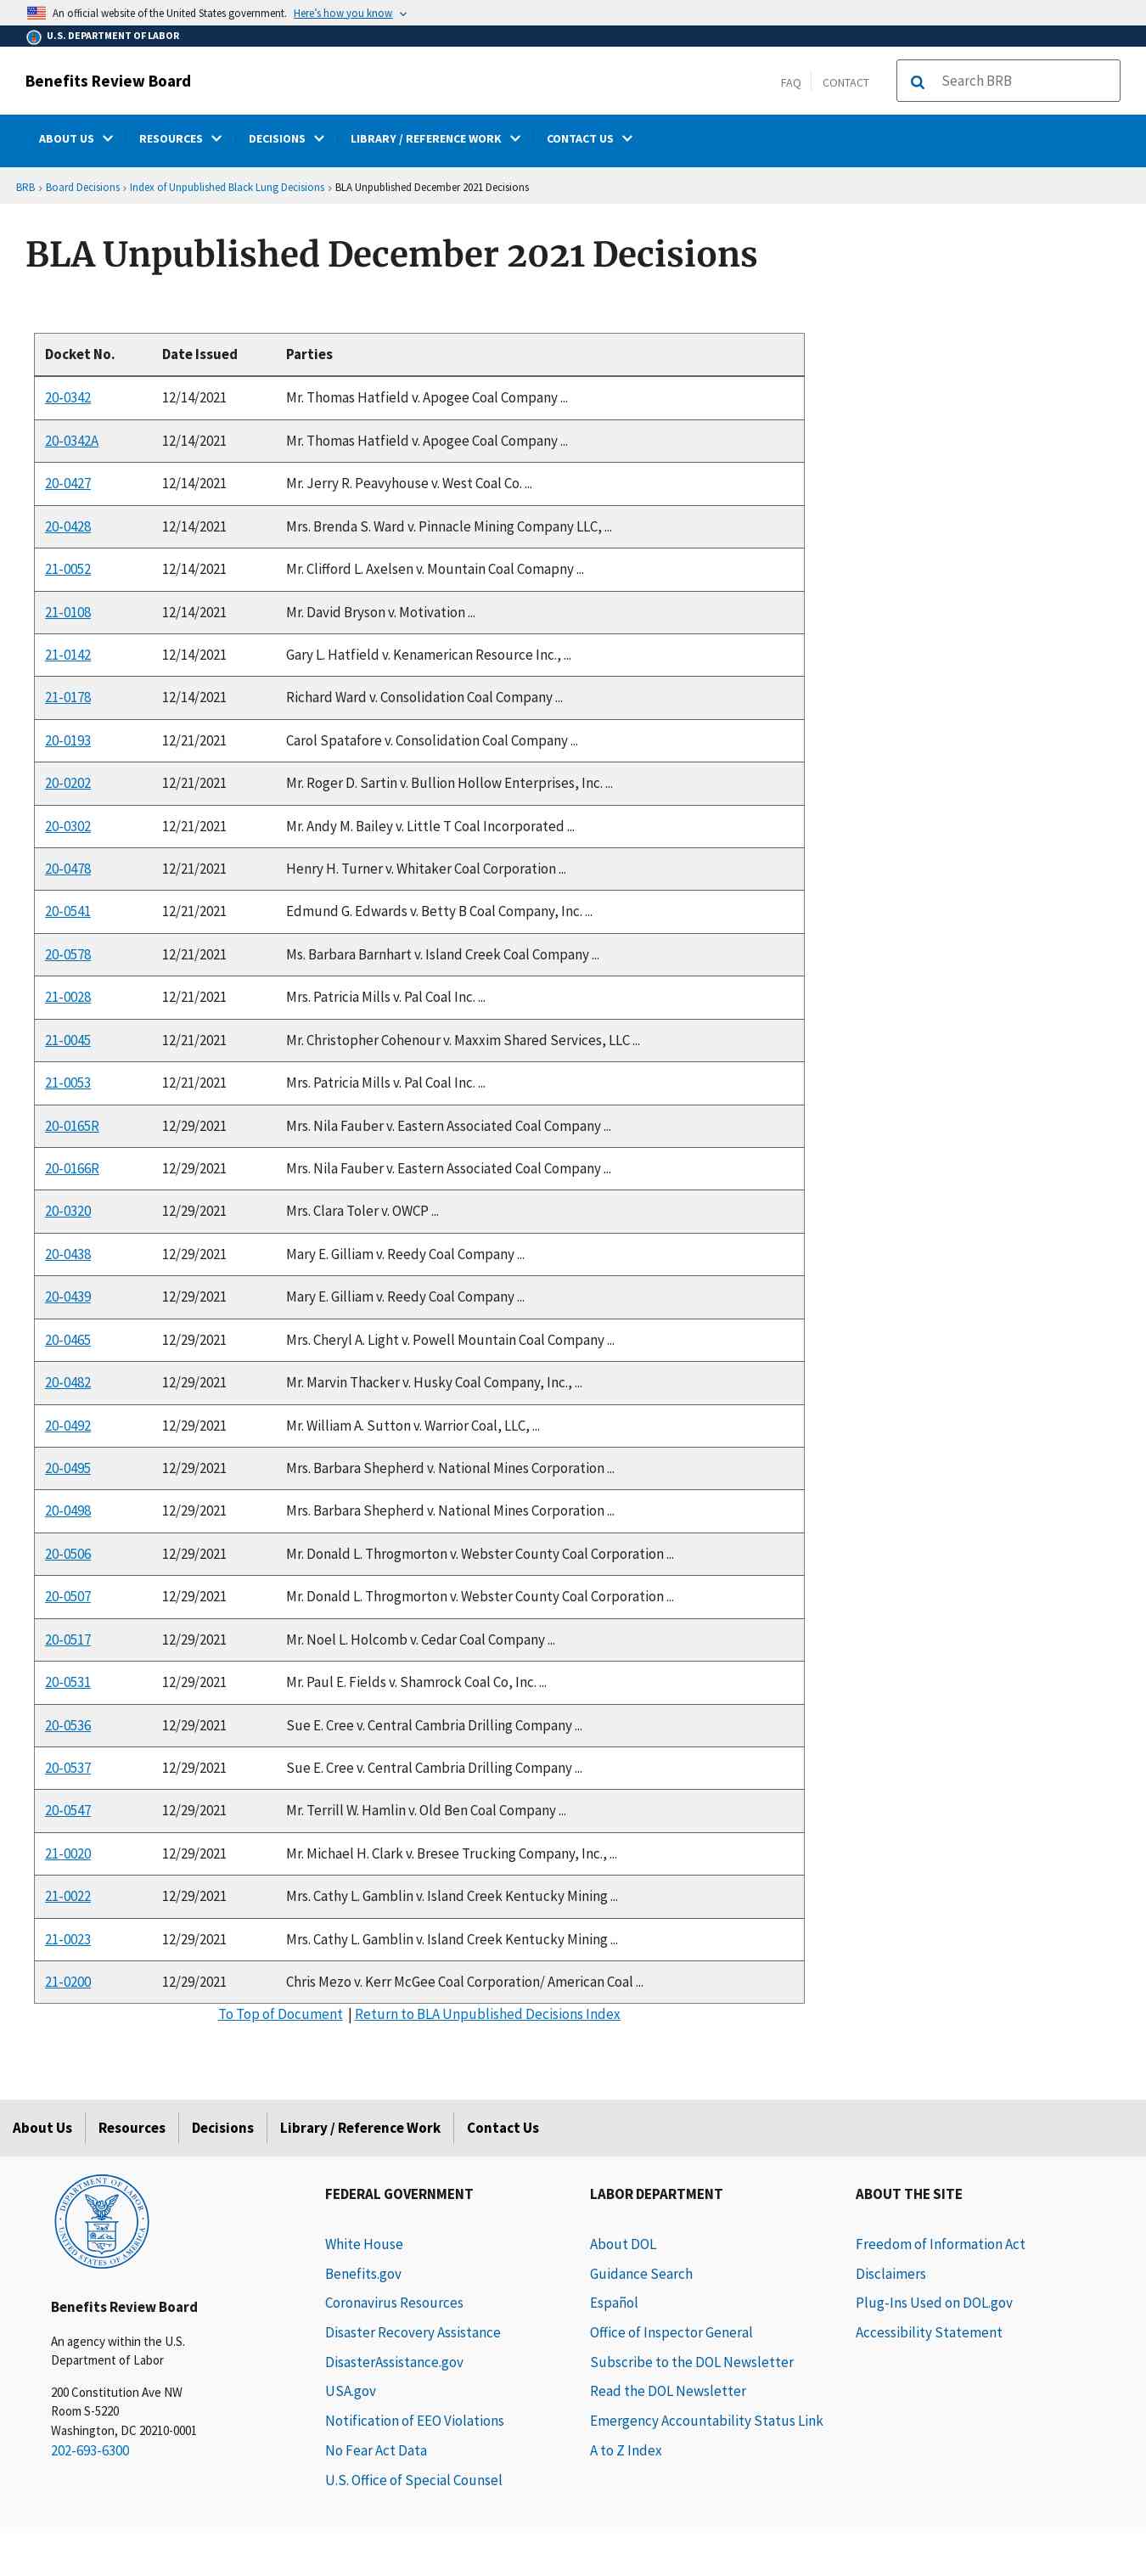 An official website of the United States government. Here's how you know
U.S. DEPARTMENT OF LABOR
Benefits Review Board
FAQ CONTACT Search BRB
ABOUT US RESOURCES DECISIONS LIBRARY / REFERENCE WORK CONTACT US
BRB › Board Decisions › Index of Unpublished Black Lung Decisions › BLA Unpublished December 2021 Decisions
BLA Unpublished December 2021 Decisions
Docket No. Date Issued Parties
20-0342 12/14/2021 Mr. Thomas Hatfield v. Apogee Coal Company ...
20-0342A 12/14/2021 Mr. Thomas Hatfield v. Apogee Coal Company ...
20-0427 12/14/2021 Mr. Jerry R. Peavyhouse v. West Coal Co. ...
20-0428 12/14/2021 Mrs. Brenda S. Ward v. Pinnacle Mining Company LLC, ...
21-0052 12/14/2021 Mr. Clifford L. Axelsen v. Mountain Coal Comapny ...
21-0108 12/14/2021 Mr. David Bryson v. Motivation ...
21-0142 12/14/2021 Gary L. Hatfield v. Kenamerican Resource Inc., ...
21-0178 12/14/2021 Richard Ward v. Consolidation Coal Company ...
20-0193 12/21/2021 Carol Spatafore v. Consolidation Coal Company ...
20-0202 12/21/2021 Mr. Roger D. Sartin v. Bullion Hollow Enterprises, Inc. ...
20-0302 12/21/2021 Mr. Andy M. Bailey v. Little T Coal Incorporated ...
20-0478 12/21/2021 Henry H. Turner v. Whitaker Coal Corporation ...
20-0541 12/21/2021 Edmund G. Edwards v. Betty B Coal Company, Inc. ...
20-0578 12/21/2021 Ms. Barbara Barnhart v. Island Creek Coal Company ...
21-0028 12/21/2021 Mrs. Patricia Mills v. Pal Coal Inc. ...
21-0045 12/21/2021 Mr. Christopher Cohenour v. Maxxim Shared Services, LLC ...
21-0053 12/21/2021 Mrs. Patricia Mills v. Pal Coal Inc. ...
20-0165R 12/29/2021 Mrs. Nila Fauber v. Eastern Associated Coal Company ...
20-0166R 12/29/2021 Mrs. Nila Fauber v. Eastern Associated Coal Company ...
20-0320 12/29/2021 Mrs. Clara Toler v. OWCP ...
20-0438 12/29/2021 Mary E. Gilliam v. Reedy Coal Company ...
20-0439 12/29/2021 Mary E. Gilliam v. Reedy Coal Company ...
20-0465 12/29/2021 Mrs. Cheryl A. Light v. Powell Mountain Coal Company ...
20-0482 12/29/2021 Mr. Marvin Thacker v. Husky Coal Company, Inc., ...
20-0492 12/29/2021 Mr. William A. Sutton v. Warrior Coal, LLC, ...
20-0495 12/29/2021 Mrs. Barbara Shepherd v. National Mines Corporation ...
20-0498 12/29/2021 Mrs. Barbara Shepherd v. National Mines Corporation ...
20-0506 12/29/2021 Mr. Donald L. Throgmorton v. Webster County Coal Corporation ...
20-0507 12/29/2021 Mr. Donald L. Throgmorton v. Webster County Coal Corporation ...
20-0517 12/29/2021 Mr. Noel L. Holcomb v. Cedar Coal Company ...
20-0531 12/29/2021 Mr. Paul E. Fields v. Shamrock Coal Co, Inc. ...
20-0536 12/29/2021 Sue E. Cree v. Central Cambria Drilling Company ...
20-0537 12/29/2021 Sue E. Cree v. Central Cambria Drilling Company ...
20-0547 12/29/2021 Mr. Terrill W. Hamlin v. Old Ben Coal Company ...
21-0020 12/29/2021 Mr. Michael H. Clark v. Bresee Trucking Company, Inc., ...
21-0022 12/29/2021 Mrs. Cathy L. Gamblin v. Island Creek Kentucky Mining ...
21-0023 12/29/2021 Mrs. Cathy L. Gamblin v. Island Creek Kentucky Mining ...
21-0200 12/29/2021 Chris Mezo v. Kerr McGee Coal Corporation/ American Coal ...
To Top of Document | Return to BLA Unpublished Decisions Index
About Us Resources Decisions Library / Reference Work Contact Us
DEPARTMENT OF LABOR
UNITED STATES OF AMERICA
Benefits Review Board
An agency within the U.S.
Department of Labor
200 Constitution Ave NW
Room S-5220
Washington, DC 20210-0001
202-693-6300
FEDERAL GOVERNMENT
White House
Benefits.gov
Coronavirus Resources
Disaster Recovery Assistance
DisasterAssistance.gov
USA.gov
Notification of EEO Violations
No Fear Act Data
U.S. Office of Special Counsel
LABOR DEPARTMENT
About DOL
Guidance Search
Español
Office of Inspector General
Subscribe to the DOL Newsletter
Read the DOL Newsletter
Emergency Accountability Status Link
A to Z Index
ABOUT THE SITE
Freedom of Information Act
Disclaimers
Plug-Ins Used on DOL.gov
Accessibility Statement